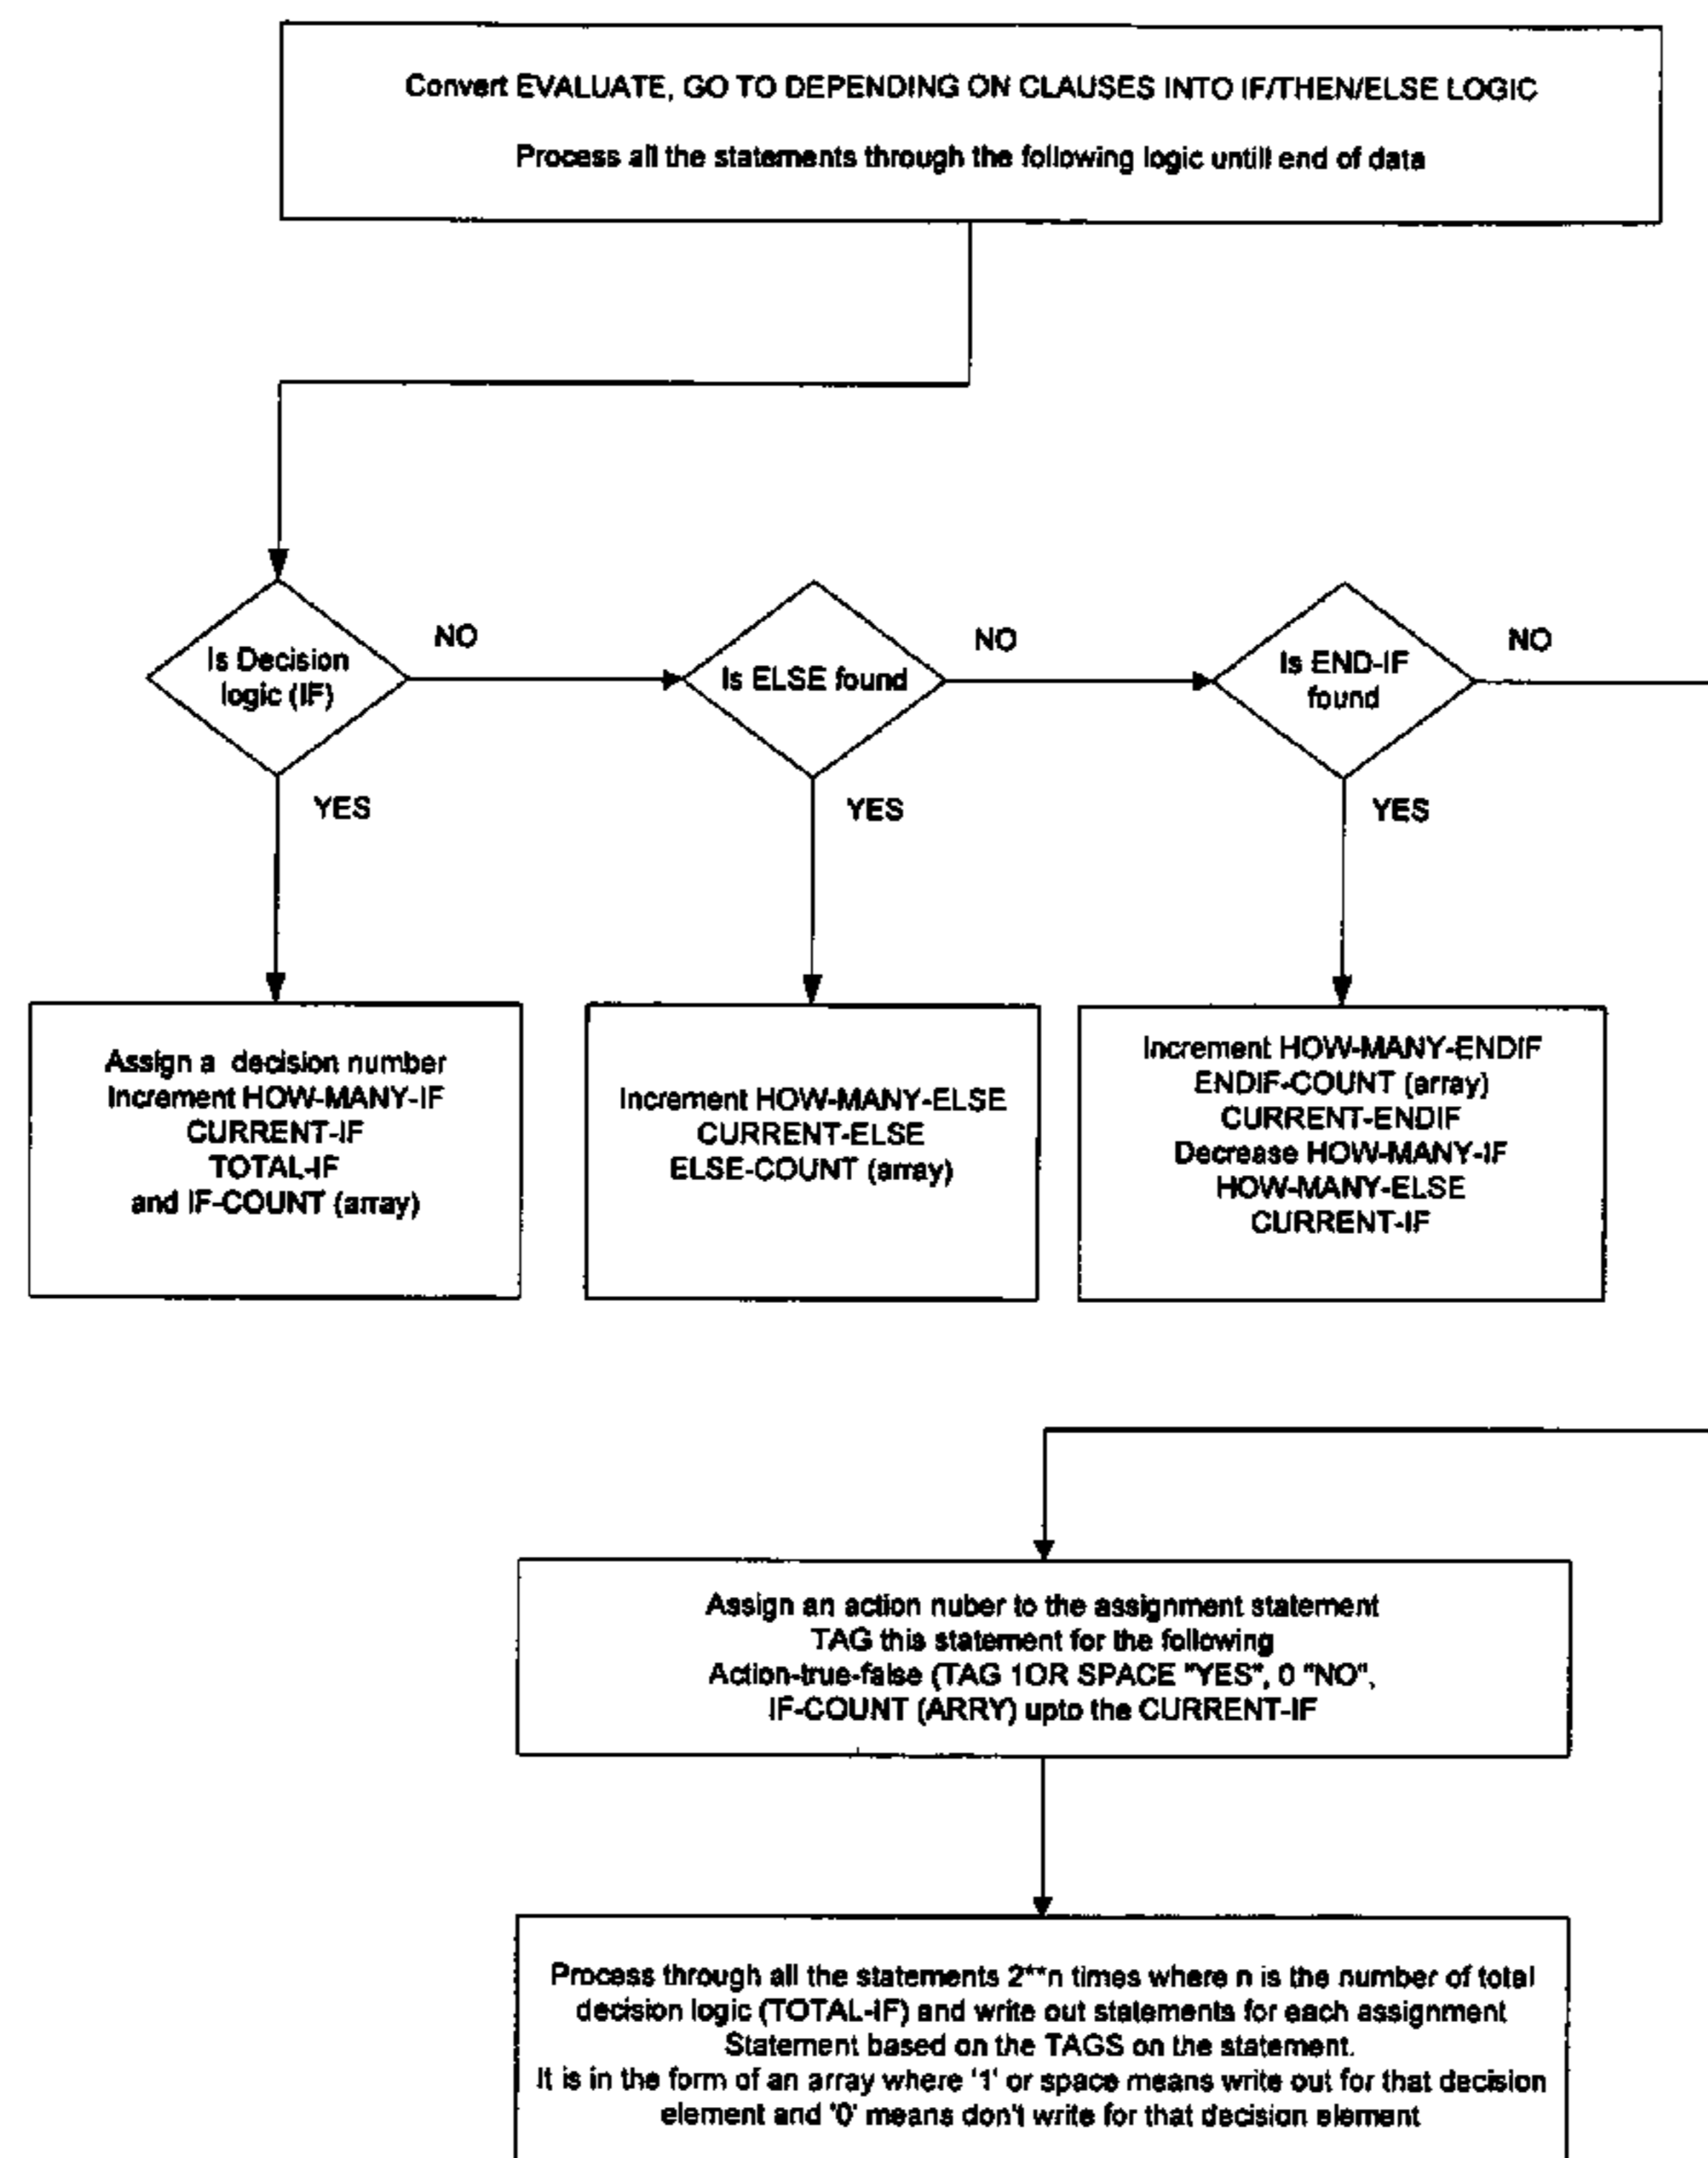 Convert EVALUATE, GO TO DEPENDING ON CLAUSES INTO IF/THEN/ELSE LOGIC
Process all the statements through the following logic untill end of data
Is Decision
logic (IF)
NO
Is ELSE found
NO
Is END-IF
found
NO
YES
YES
YES
Assign a decision number
Increment HOW-MANY-IF
CURRENT-IF
TOTAL-IF
and IF-COUNT (array)
Increment HOW-MANY-ELSE
CURRENT-ELSE
ELSE-COUNT (array)
Increment HOW-MANY-ENDIF
ENDIF-COUNT (array)
CURRENT-ENDIF
Decrease HOW-MANY-IF
HOW-MANY-ELSE
CURRENT-IF
Assign an action nuber to the assignment statement
TAG this statement for the following
Action-true-false (TAG 1OR SPACE "YES", 0 "NO",
IF-COUNT (ARRY) upto the CURRENT-IF
Process through all the statements 2**n times where n is the number of total
decision logic (TOTAL-IF) and write out statements for each assignment
Statement based on the TAGS on the statement.
It is in the form of an array where '1' or space means write out for that decision
element and '0' means don't write for that decision element